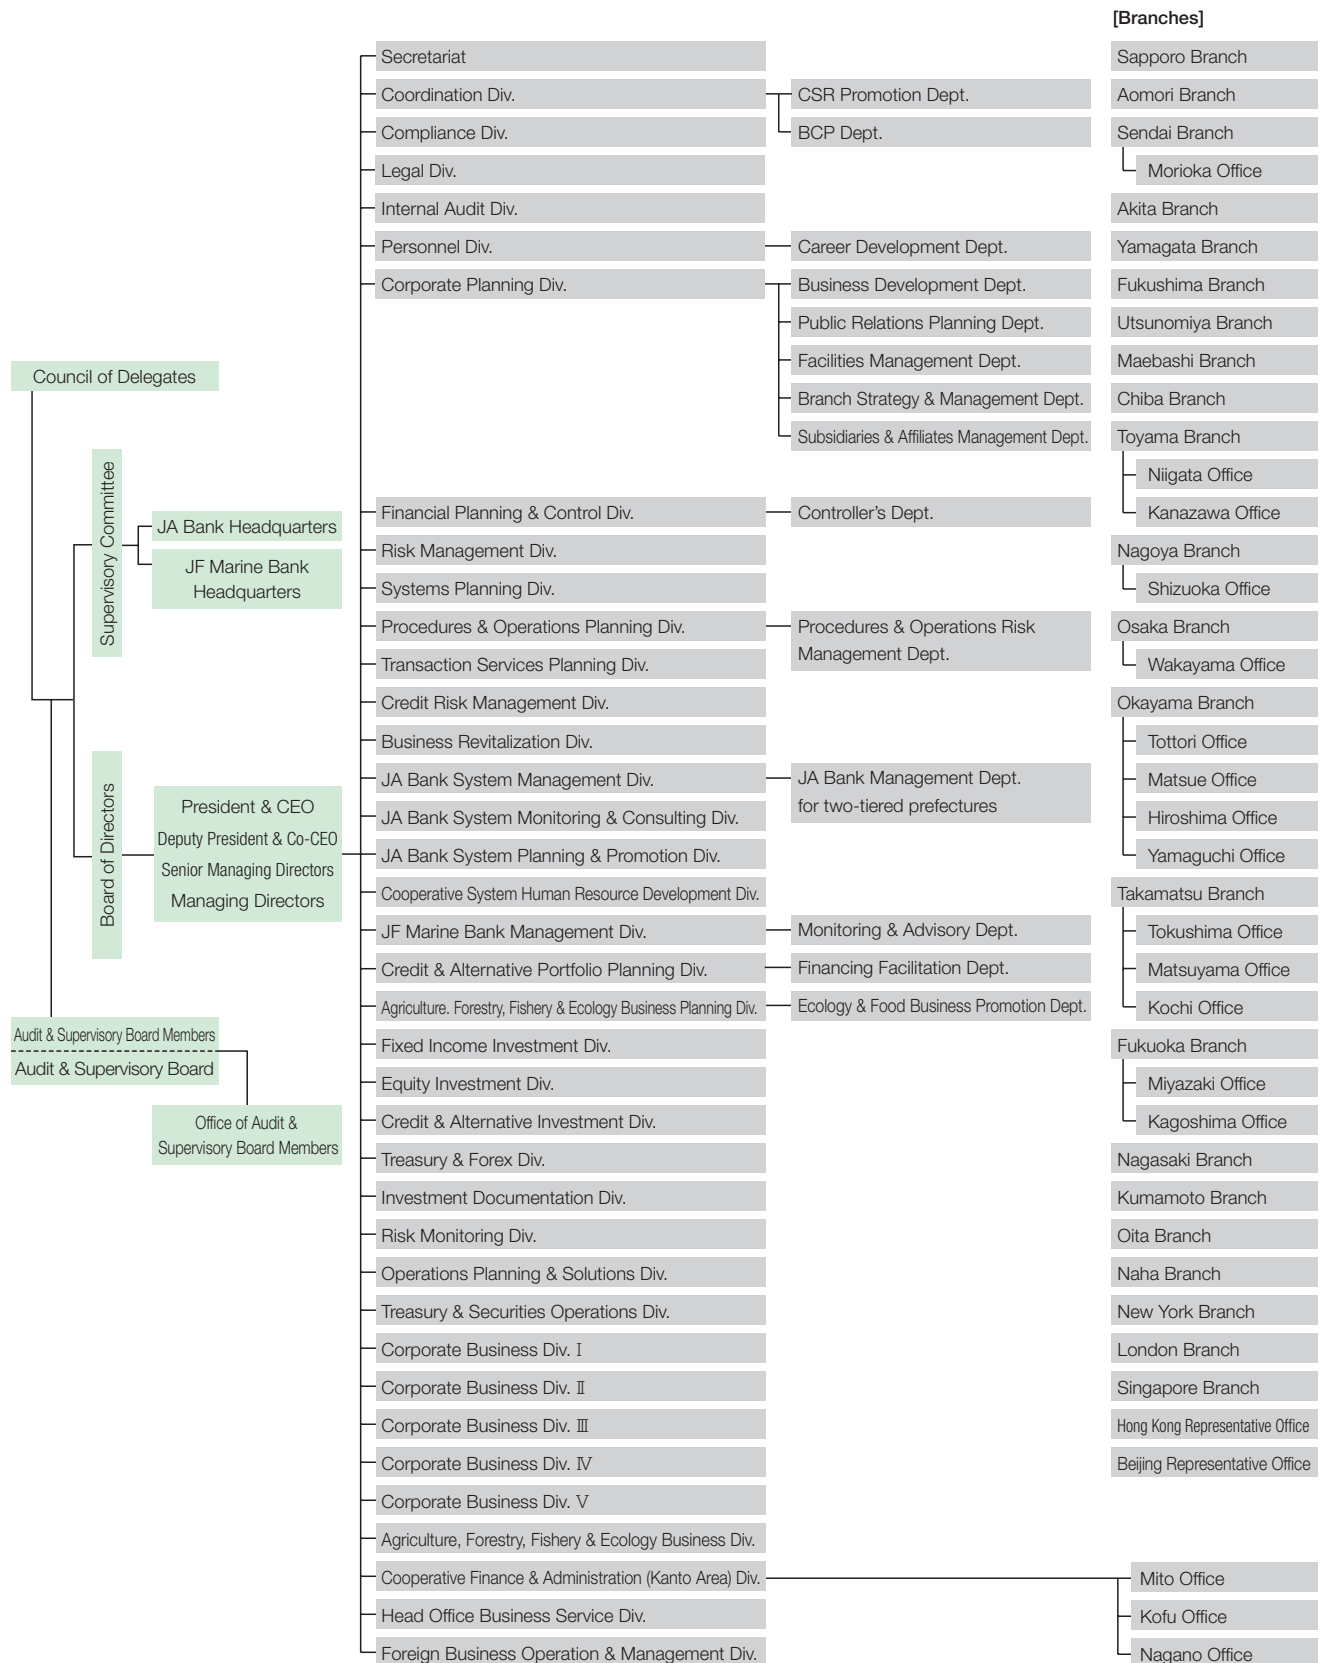 [Branches]
Council of Delegates
Supervisory Committee
JA Bank Headquarters
JF Marine Bank
Headquarters
Board of Directors
President & CEO
Deputy President & Co-CEO
Senior Managing Directors
Managing Directors
Audit & Supervisory Board Members
Audit & Supervisory Board
Office of Audit &
Supervisory Board Members
Secretariat
Coordination Div.
Compliance Div.
Legal Div.
Internal Audit Div.
Personnel Div.
Corporate Planning Div.
Financial Planning & Control Div.
Risk Management Div.
Systems Planning Div.
Procedures & Operations Planning Div.
Transaction Services Planning Div.
Credit Risk Management Div.
Business Revitalization Div.
JA Bank System Management Div.
JA Bank System Monitoring & Consulting Div.
JA Bank System Planning & Promotion Div.
Cooperative System Human Resource Development Div.
JF Marine Bank Management Div.
Credit & Alternative Portfolio Planning Div.
Agriculture. Forestry, Fishery & Ecology Business Planning Div.
Fixed Income Investment Div.
Equity Investment Div.
Credit & Alternative Investment Div.
Treasury & Forex Div.
Investment Documentation Div.
Risk Monitoring Div.
Operations Planning & Solutions Div.
Treasury & Securities Operations Div.
Corporate Business Div. Ⅰ
Corporate Business Div. Ⅱ
Corporate Business Div. Ⅲ
Corporate Business Div. Ⅳ
Corporate Business Div. Ⅴ
Agriculture, Forestry, Fishery & Ecology Business Div.
Cooperative Finance & Administration (Kanto Area) Div.
Head Office Business Service Div.
Foreign Business Operation & Management Div.
CSR Promotion Dept.
BCP Dept.
Career Development Dept.
Business Development Dept.
Public Relations Planning Dept.
Facilities Management Dept.
Branch Strategy & Management Dept.
Subsidiaries & Affiliates Management Dept.
Controller's Dept.
Procedures & Operations Risk
Management Dept.
JA Bank Management Dept.
for two-tiered prefectures
Monitoring & Advisory Dept.
Financing Facilitation Dept.
Ecology & Food Business Promotion Dept.
Sapporo Branch
Aomori Branch
Sendai Branch
Morioka Office
Akita Branch
Yamagata Branch
Fukushima Branch
Utsunomiya Branch
Maebashi Branch
Chiba Branch
Toyama Branch
Niigata Office
Kanazawa Office
Nagoya Branch
Shizuoka Office
Osaka Branch
Wakayama Office
Okayama Branch
Tottori Office
Matsue Office
Hiroshima Office
Yamaguchi Office
Takamatsu Branch
Tokushima Office
Matsuyama Office
Kochi Office
Fukuoka Branch
Miyazaki Office
Kagoshima Office
Nagasaki Branch
Kumamoto Branch
Oita Branch
Naha Branch
New York Branch
London Branch
Singapore Branch
Hong Kong Representative Office
Beijing Representative Office
Mito Office
Kofu Office
Nagano Office